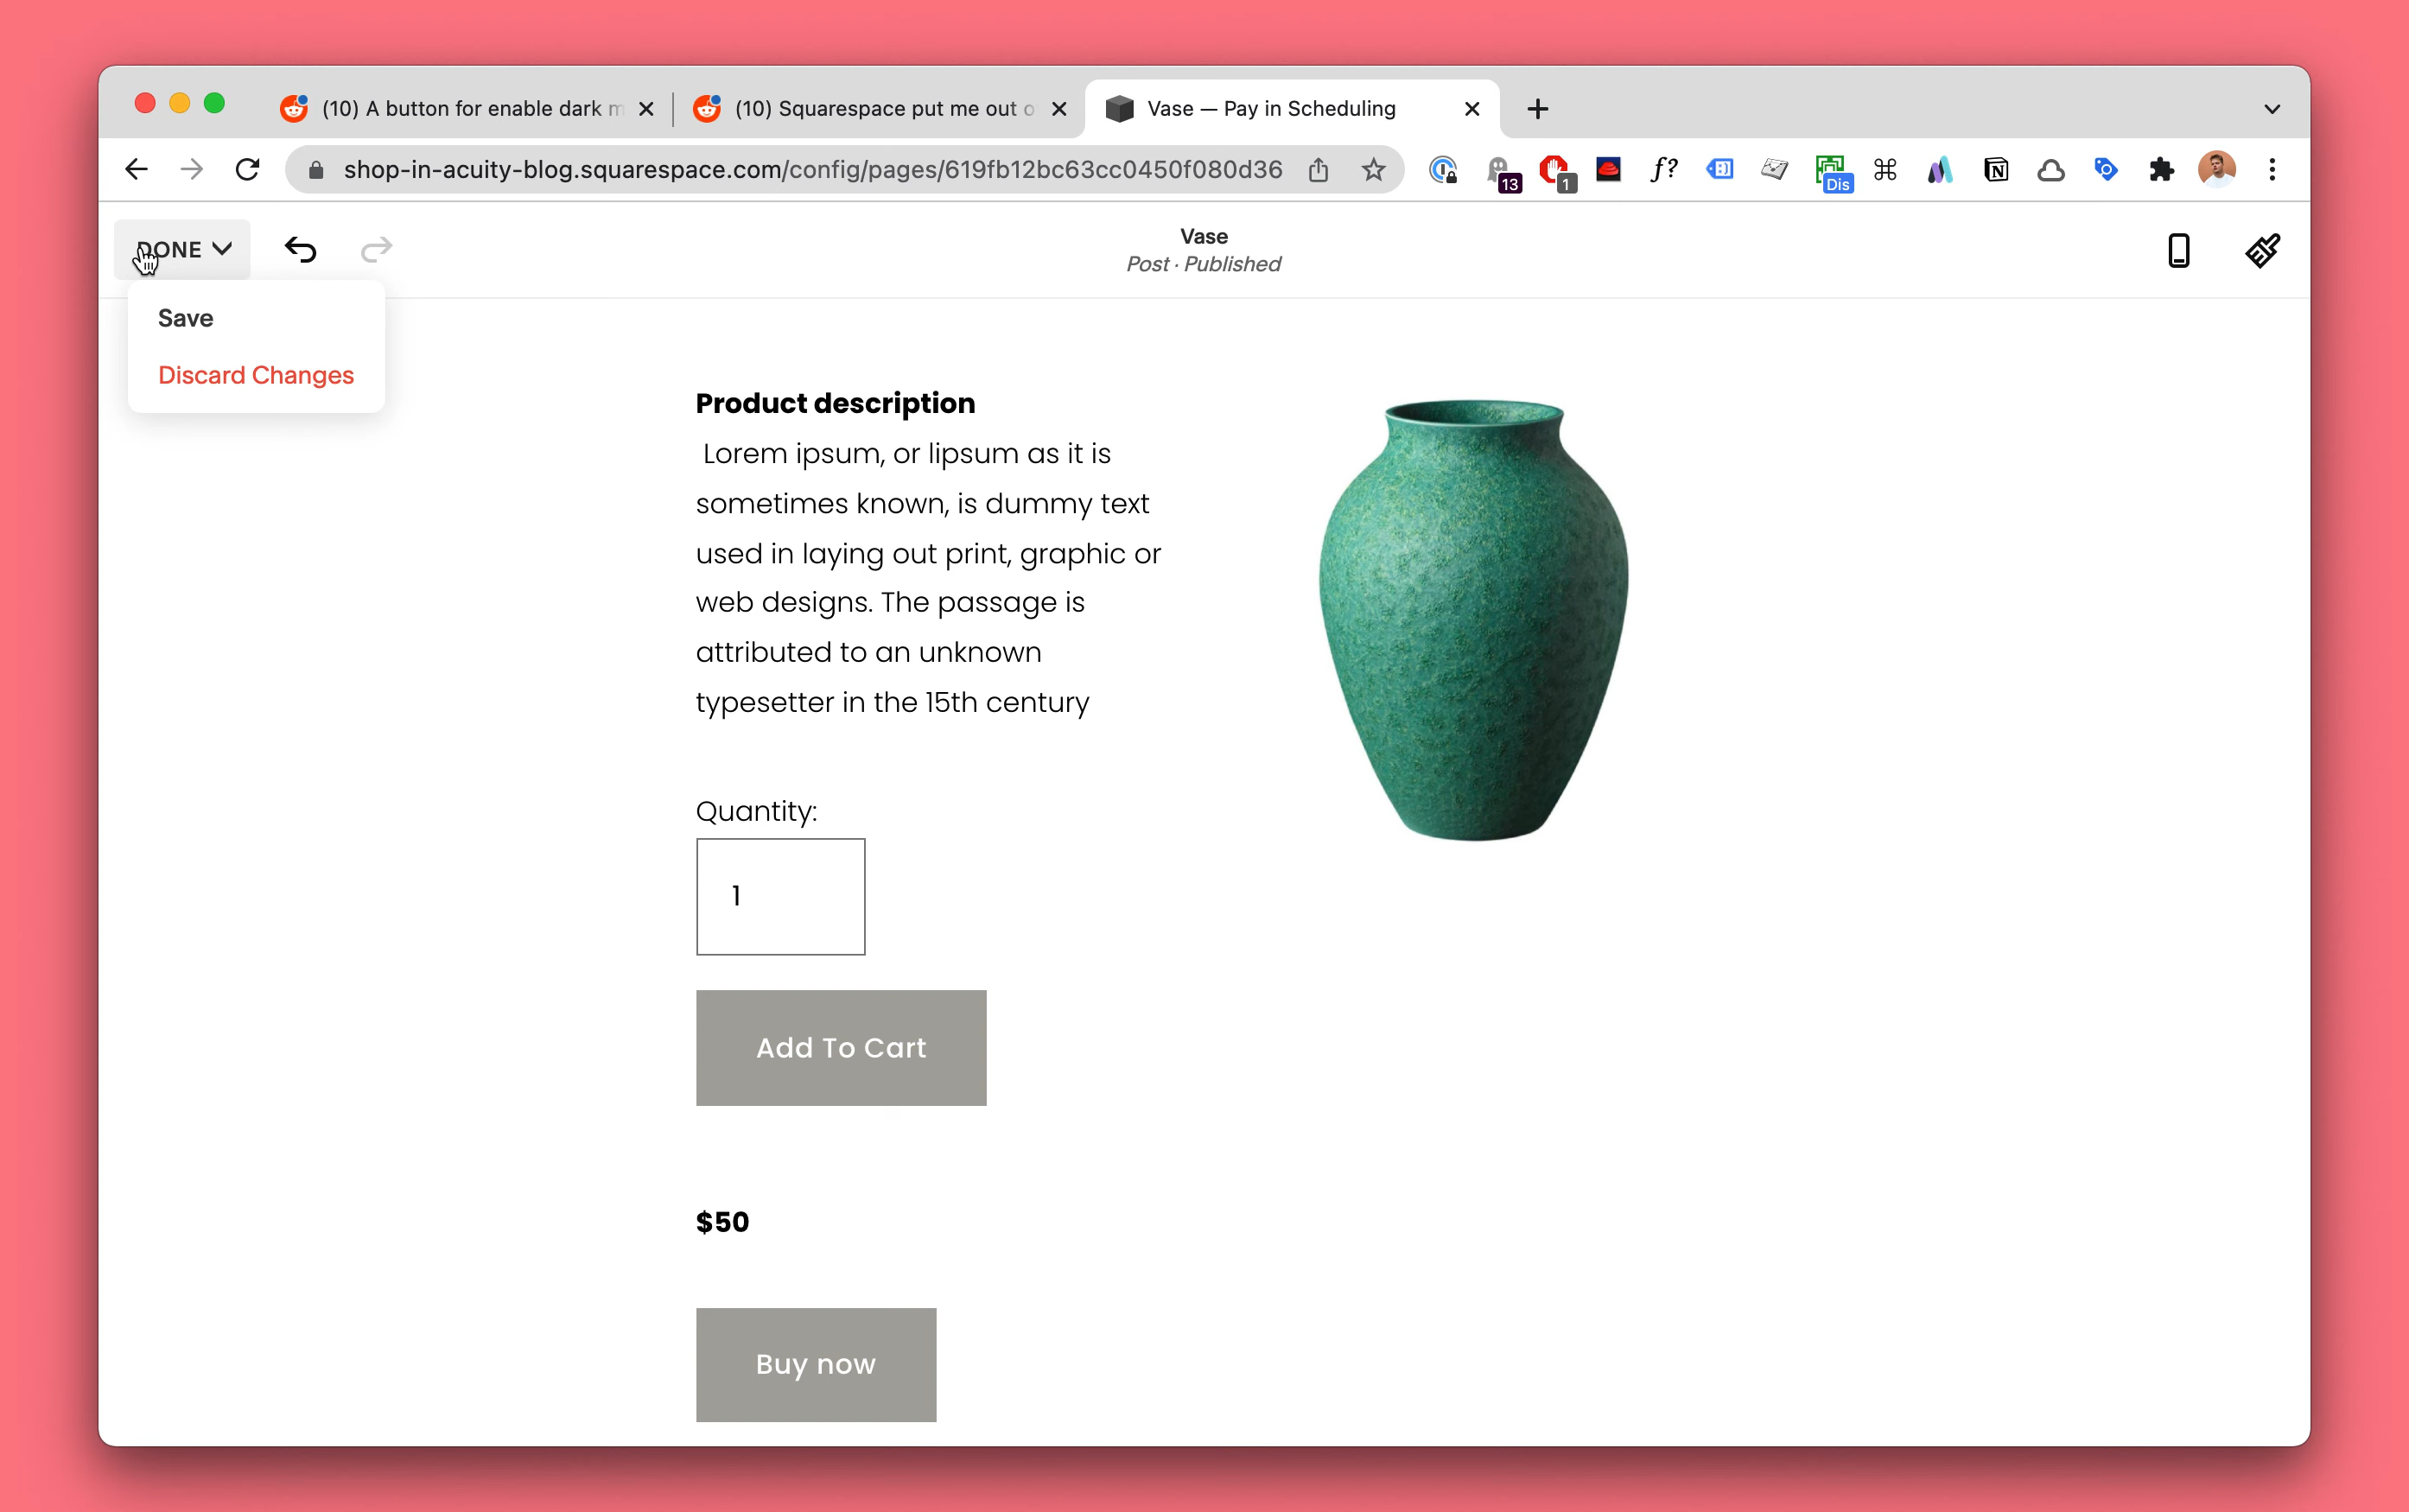 (10) A button for enable dark m
(10) Squarespace put me out o
Vase — Pay in Scheduling
shop-in-acuity-blog.squarespace.com/config/pages/619fb12bc63cc0450f080d36
13
1
f?
Dis
DONE
Vase
Post · Published
Save
Discard Changes
Product description
Lorem ipsum, or lipsum as it is
sometimes known, is dummy text
used in laying out print, graphic or
web designs. The passage is
attributed to an unknown
typesetter in the 15th century
Quantity:
1
Add To Cart
$50
Buy now